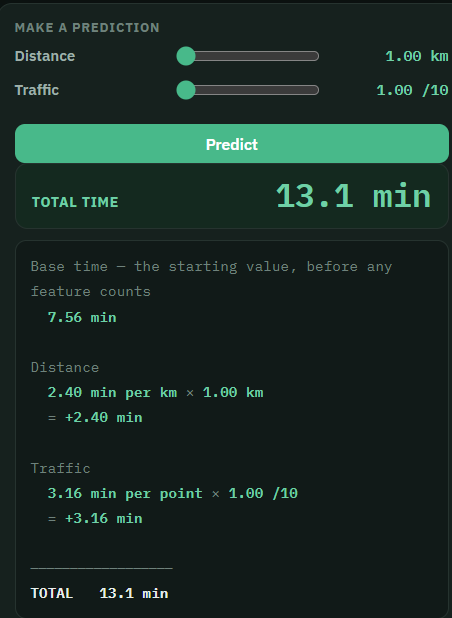 MAKE A PREDICTION
Distance 1.00 km
Traffic 1.00 /10
Predict
TOTAL TIME 13.1 min
Base time — the starting value, before any
feature counts
7.56 min
Distance
2.40 min per km × 1.00 km
= +2.40 min
Traffic
3.16 min per point × 1.00 /10
= +3.16 min
TOTAL 13.1 min